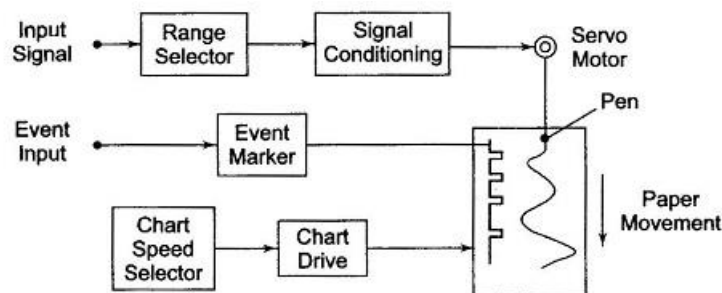 Input
Signal
Range
Selector
Signal
Conditioning
Servo
Motor
Pen
Event
Input
Event
Marker
Paper
Movement
Chart
Speed
Selector
Chart
Drive